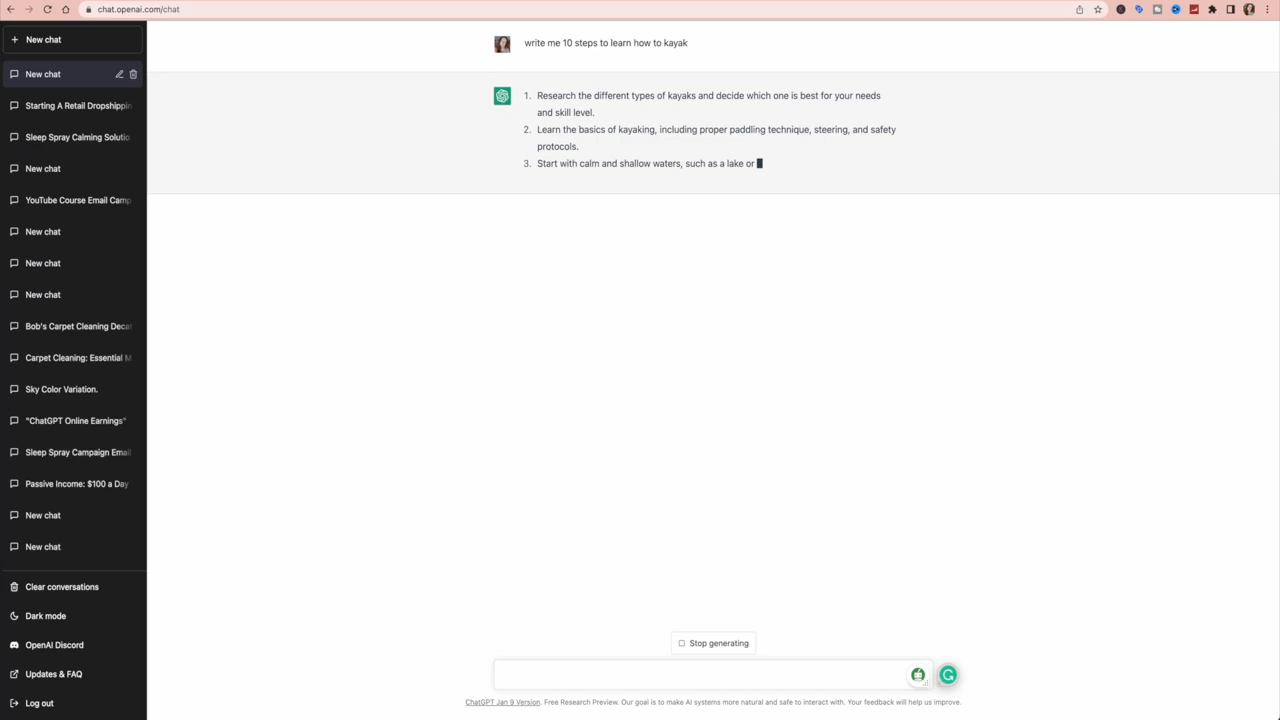 chat.openai.com/chat
New chat
New chat
Starting A Retail Dropshippin
Sleep Spray Calming Solutio
New chat
YouTube Course Email Camp
New chat
New chat
New chat
Bob's Carpet Cleaning Deca
Carpet Cleaning: Essential M
Sky Color Variation.
"ChatGPT Online Earnings"
Sleep Spray Campaign Email
Passive Income: $100 a Day
New chat
New chat
Clear conversations
Dark mode
OpenAI Discord
Updates & FAQ
Log out
write me 10 steps to learn how to kayak
1. Research the different types of kayaks and decide which one is best for your needs
and skill level.
2. Learn the basics of kayaking, including proper paddling technique, steering, and safety
protocols.
3. Start with calm and shallow waters, such as a lake or
Stop generating
ChatGPT Jan 9 Version. Free Research Preview. Our goal is to make AI systems more natural and safe to interact with. Your feedback will help us improve.